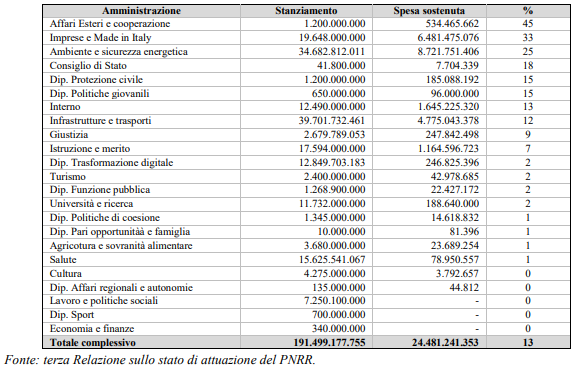 Amministrazione Stanziamento Spesa sostenuta %
Affari Esteri e cooperazione 1.200.000.000 534.465.662 45
Imprese e Made in Italy 19.648.000.000 6.481.475.076 33
Ambiente e sicurezza energetica 34.682.812.011 8.721.751.406 25
Consiglio di Stato 41.800.000 7.704.339 18
Dip. Protezione civile 1.200.000.000 185.088.192 15
Dip. Politiche giovanili 650.000.000 96.000.000 15
Interno 12.490.000.000 1.645.225.320 13
Infrastrutture e trasporti 39.701.732.461 4.775.043.378 12
Giustizia 2.679.789.053 247.842.498 9
Istruzione e merito 17.594.000.000 1.164.596.723 7
Dip. Trasformazione digitale 12.849.703.183 246.825.396 2
Turismo 2.400.000.000 42.978.685 2
Dip. Funzione pubblica 1.268.900.000 22.427.172 2
Università e ricerca 11.732.000.000 188.640.000 2
Dip. Politiche di coesione 1.345.000.000 14.618.832 1
Dip. Pari opportunitàà e famiglia 10.000.000 81.396 1
Agricotura e sovranità alimentare 3.680.000.000 23.689.254 1
Salute 15.625.541.067 78.950.557 1
Cultura 4.275.000.000 3.792.657 0
Dip. Affari regionali e autonomie 135.000.000 44.812 0
Lavoro e politiche sociali 7.250.100.000 - 0
Dip. Sport 700.000.000 - 0
Economia e finanze 340.000.000 - 0
Totale complessivo 191.499.177.755 24.481.241.353 13
Fonte: terza Relazione sullo stato di attuazione del PNRR.